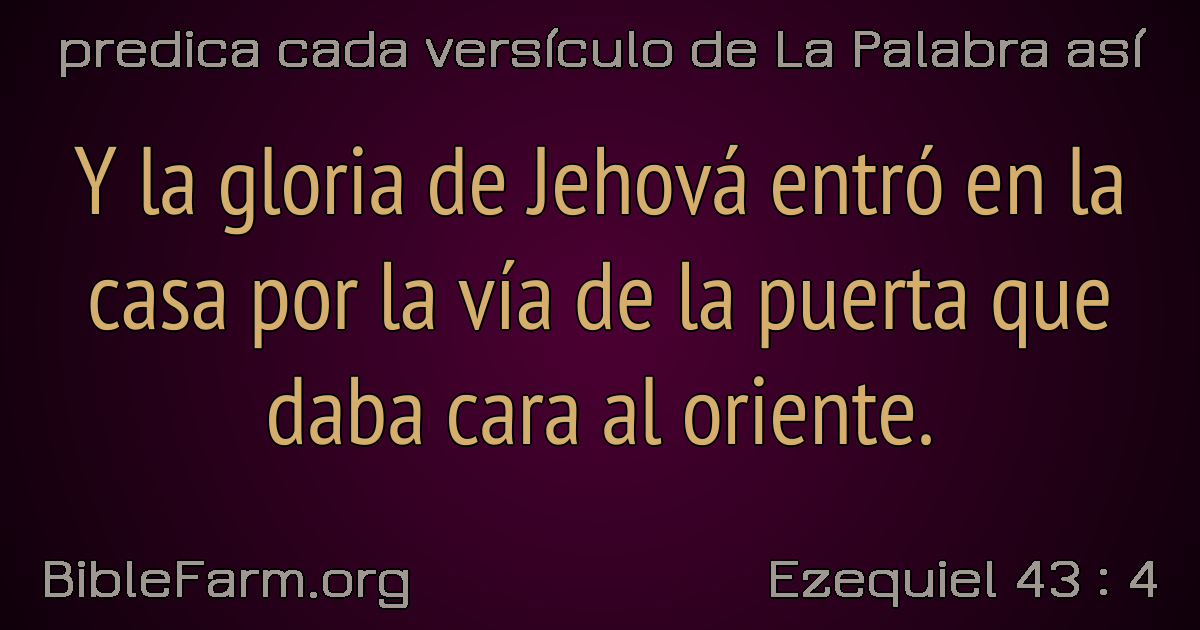 predica cada versículo de La Palabra así
Y la gloria de Jehová entró en la
casa por la vía de la puerta que
daba cara al oriente.
BibleFarm.org
Ezequiel 43 : 4